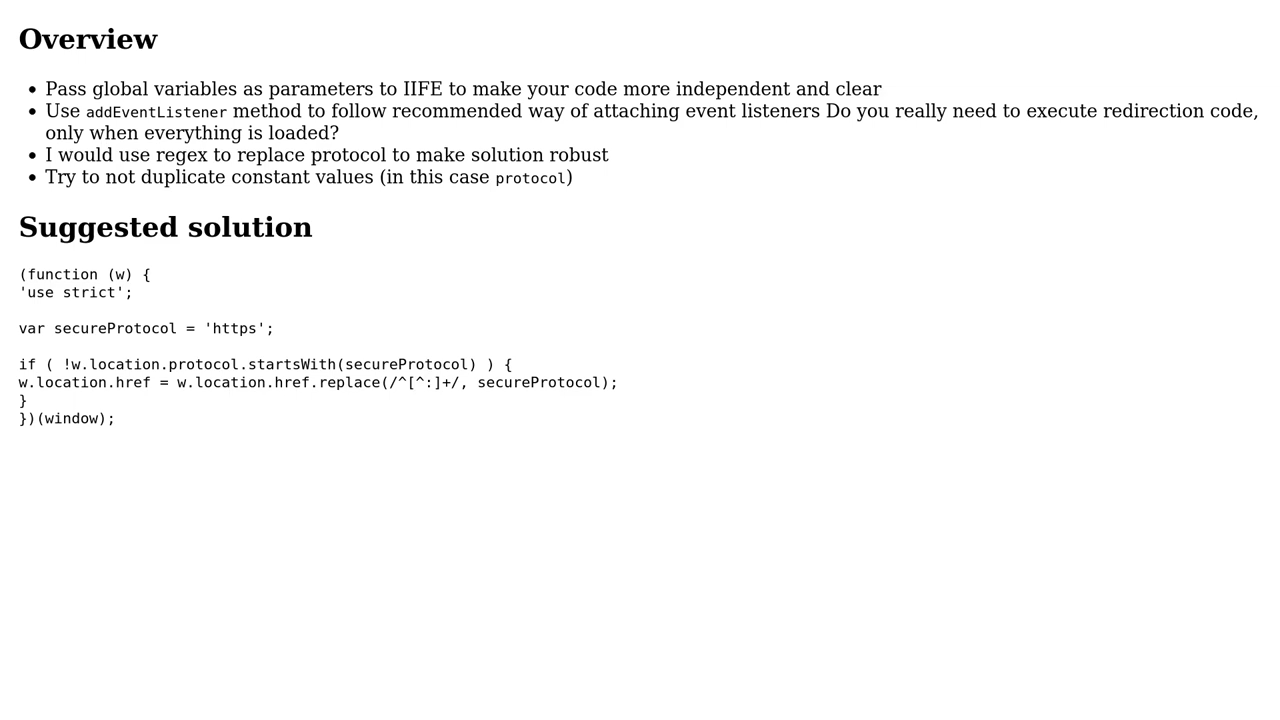 Overview
• Pass global variables as parameters to IIFE to make your code more independent and clear
• Use addEventListener method to follow recommended way of attaching event listeners Do you really need to execute redirection code,
only when everything is loaded?
• I would use regex to replace protocol to make solution robust
• Try to not duplicate constant values (in this case protocol)
Suggested solution
(function (w) {
'use strict';
var secureProtocol = 'https';
if ( !w.location.protocol.startsWith(secureProtocol) ) {
w.location.href = w.location.href.replace(/^[^:]+/, secureProtocol);
}
})(window);